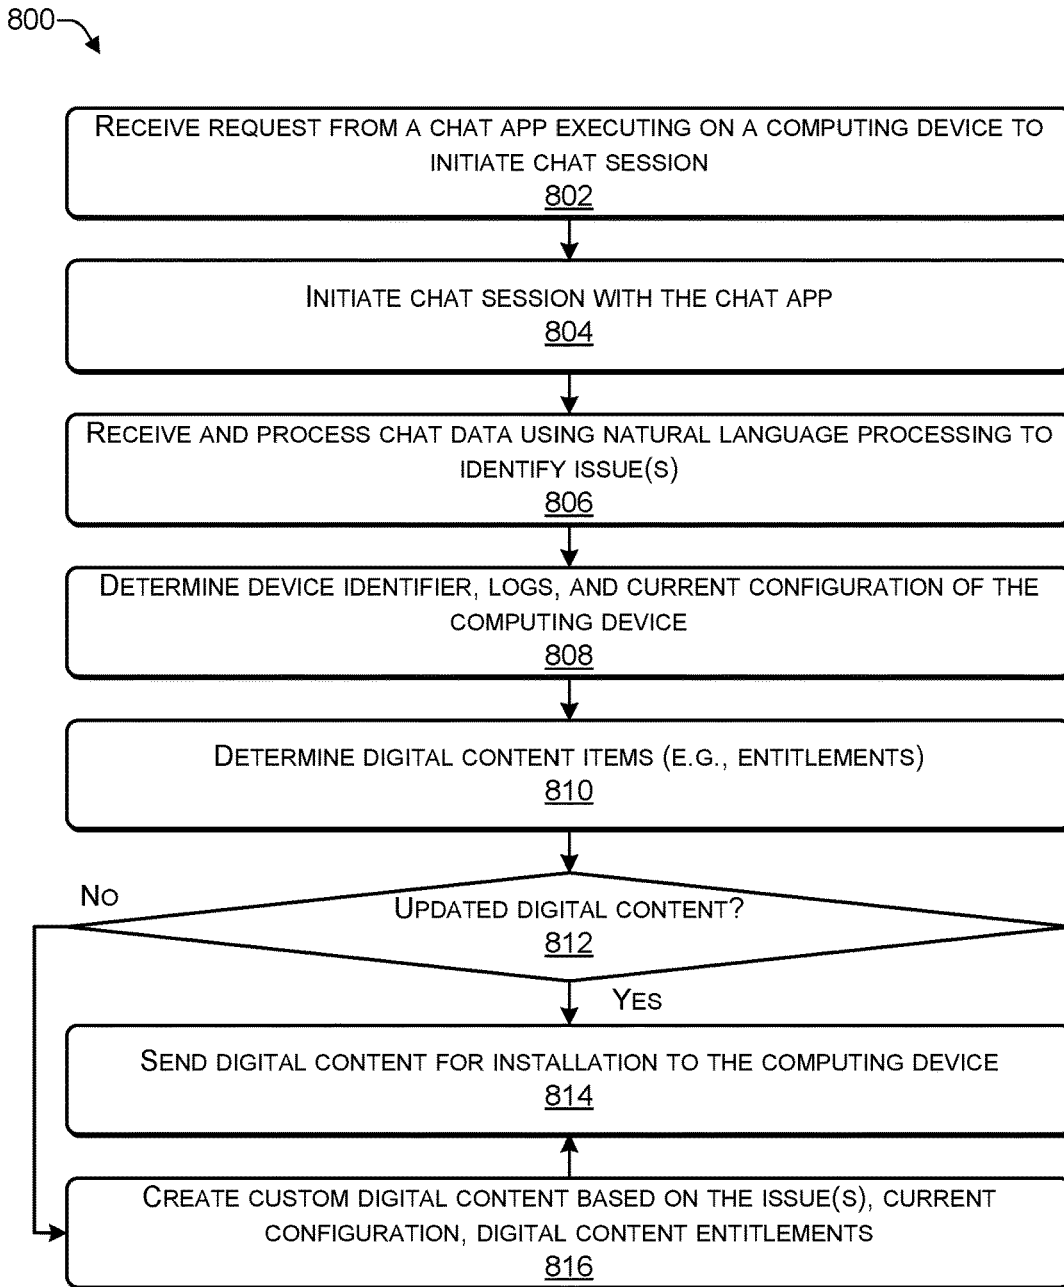 800
RECEIVE REQUEST FROM A CHAT APP EXECUTING ON A COMPUTING DEVICE TO
INITIATE CHAT SESSION
802
INITIATE CHAT SESSION WITH THE CHAT APP
804
RECEIVE AND PROCESS CHAT DATA USING NATURAL LANGUAGE PROCESSING TO
IDENTIFY ISSUE(S)
806
DETERMINE DEVICE IDENTIFIER, LOGS, AND CURRENT CONFIGURATION OF THE
COMPUTING DEVICE
808
DETERMINE DIGITAL CONTENT ITEMS (E.G., ENTITLEMENTS)
810
NO
UPDATED DIGITAL CONTENT?
812
YES
SEND DIGITAL CONTENT FOR INSTALLATION TO THE COMPUTING DEVICE
814
CREATE CUSTOM DIGITAL CONTENT BASED ON THE ISSUE(S), CURRENT
CONFIGURATION, DIGITAL CONTENT ENTITLEMENTS
816